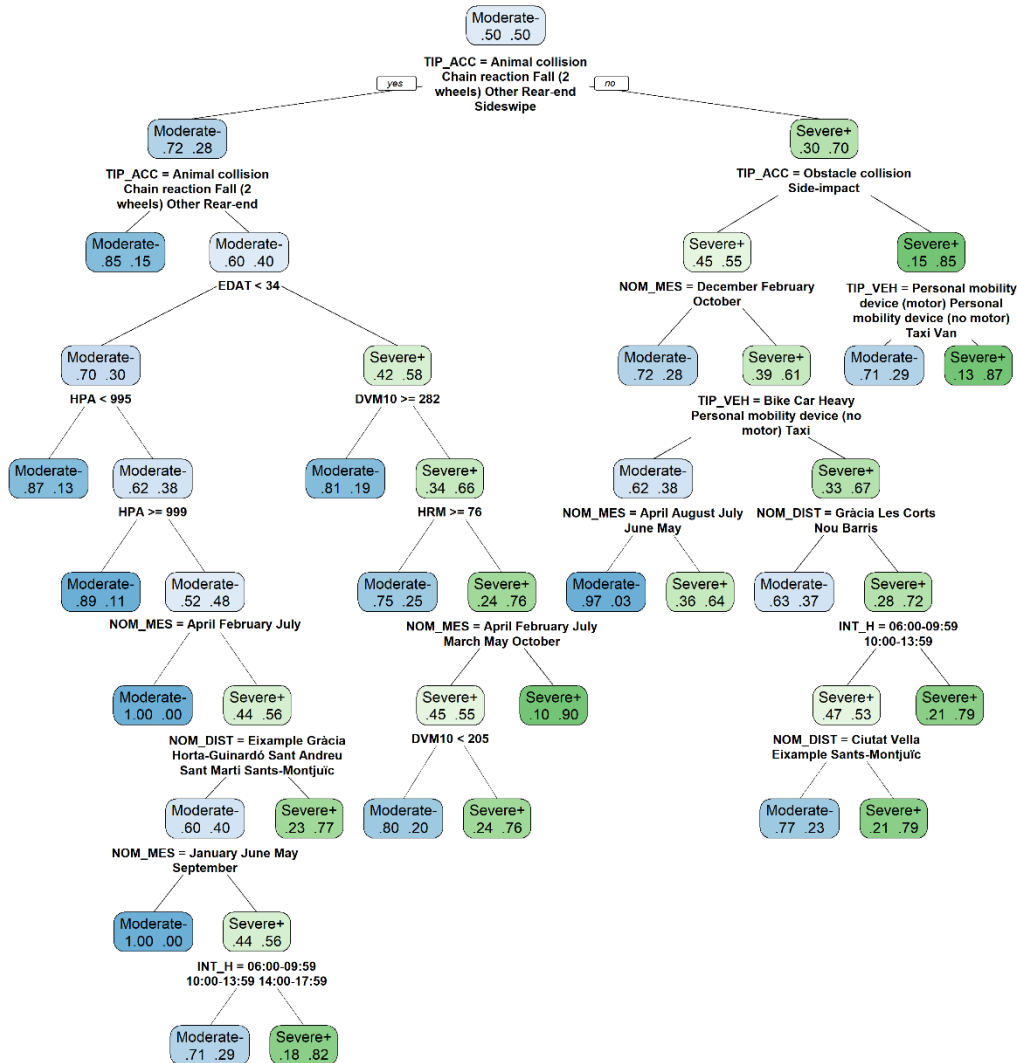 Moderate-
.50 .50
TIP_ACC = Animal collision
Chain reaction Fall (2
wheels) Other Rear-end
Sideswipe
yes
no
Moderate-
.72 .28
TIP_ACC = Animal collision
Chain reaction Fall (2
wheels) Other Rear-end
Severe+
.30 .70
TIP_ACC = Obstacle collision
Side-impact
Moderate-
.85 .15
Moderate-
.60 .40
EDAT < 34
Severe+
.45 .55
NOM_MES = December February
October
Severe+
.15 .85
TIP_VEH = Personal mobility
device (motor) Personal
mobility device (no motor)
Taxi Van
Moderate-
.70 .30
HPA < 995
Severe+
.42 .58
DVM10 >= 282
Moderate-
.72 .28
Severe+
.39 .61
TIP_VEH = Bike Car Heavy
Personal mobility device (no
motor) Taxi
Moderate-
.71 .29
Severe+
.13 .87
Moderate-
.87 .13
Moderate-
.62 .38
HPA >= 999
Moderate-
.81 .19
Severe+
.34 .66
HRM >= 76
Moderate-
.62 .38
NOM_MES = April August July
June May
Severe+
.33 .67
NOM_DIST = Gràcia Les Corts
Nou Barris
Moderate-
.89 .11
Moderate-
.52 .48
NOM_MES = April February July
Moderate-
.75 .25
Severe+
.24 .76
NOM_MES = April February July
March May October
Moderate-
.97 .03
Severe+
.36 .64
Moderate-
.63 .37
Severe+
.28 .72
INT_H = 06:00-09:59
10:00-13:59
Moderate-
1.00 .00
Severe+
.44 .56
NOM_DIST = Eixample Gràcia
Horta-Guinardó Sant Andreu
Sant Martí Sants-Montjuïc
Severe+
.45 .55
DVM10 < 205
Severe+
.10 .90
Severe+
.47 .53
NOM_DIST = Ciutat Vella
Eixample Sants-Montjuïc
Severe+
.21 .79
Moderate-
.60 .40
NOM_MES = January June May
September
Severe+
.23 .77
Moderate-
.80 .20
Severe+
.24 .76
Moderate-
.77 .23
Severe+
.21 .79
Moderate-
1.00 .00
Severe+
.44 .56
INT_H = 06:00-09:59
10:00-13:59 14:00-17:59
Moderate-
.71 .29
Severe+
.18 .82